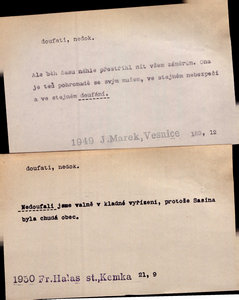 doufati, nedok.
Ale běh času náhle přestřihl nit všem záměrům. Ona
je teď pohromadě se svým mužem, ve stejném nebezpečí
a ve stejném doufání.
1949 J. Marek, Vesnice 180, 12
doufati, nedok.
Nedoufali jsme valně v kladné vyřízení, protože Sazina
byla chudá obec.
1950 Fr. Halas st., Kemka 21, 9